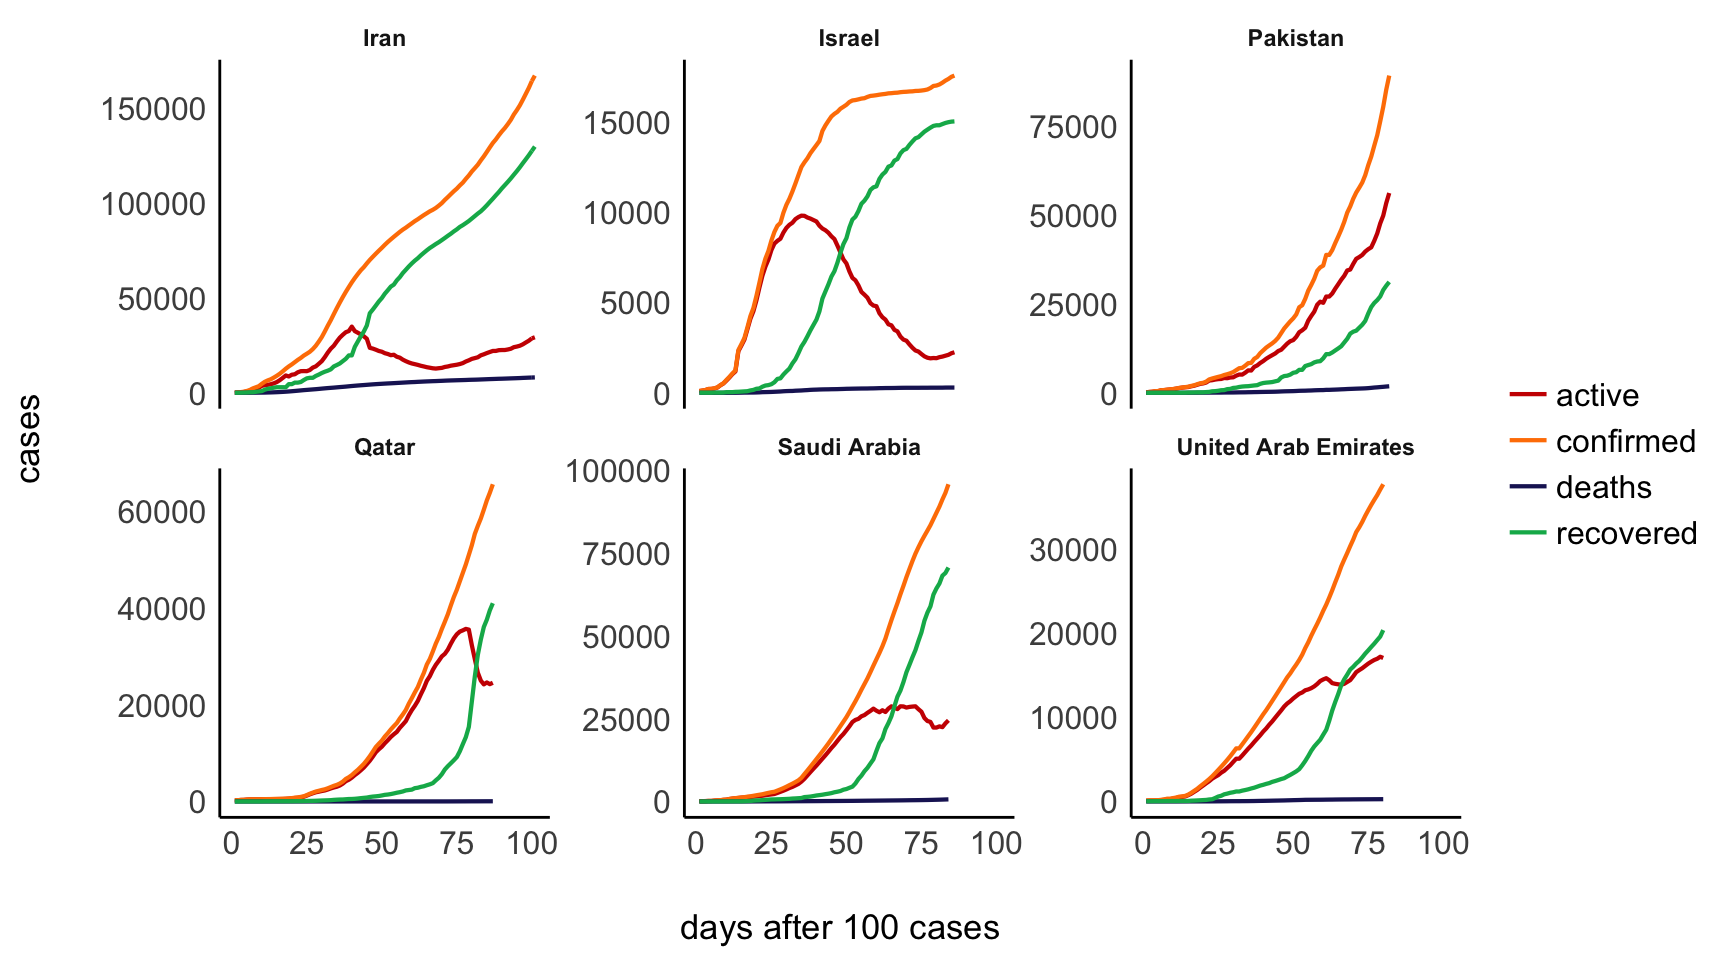 Iran
Israel
Pakistan
150000
100000
50000
0
15000
10000
5000
0
75000
50000
25000
0
cases
Qatar
Saudi Arabia
United Arab Emirates
60000
40000
20000
0
100000
75000
50000
25000
0
30000
20000
10000
0
0 25 50 75 100
0 25 50 75 100
0 25 50 75 100
days after 100 cases
active
confirmed
deaths
recovered